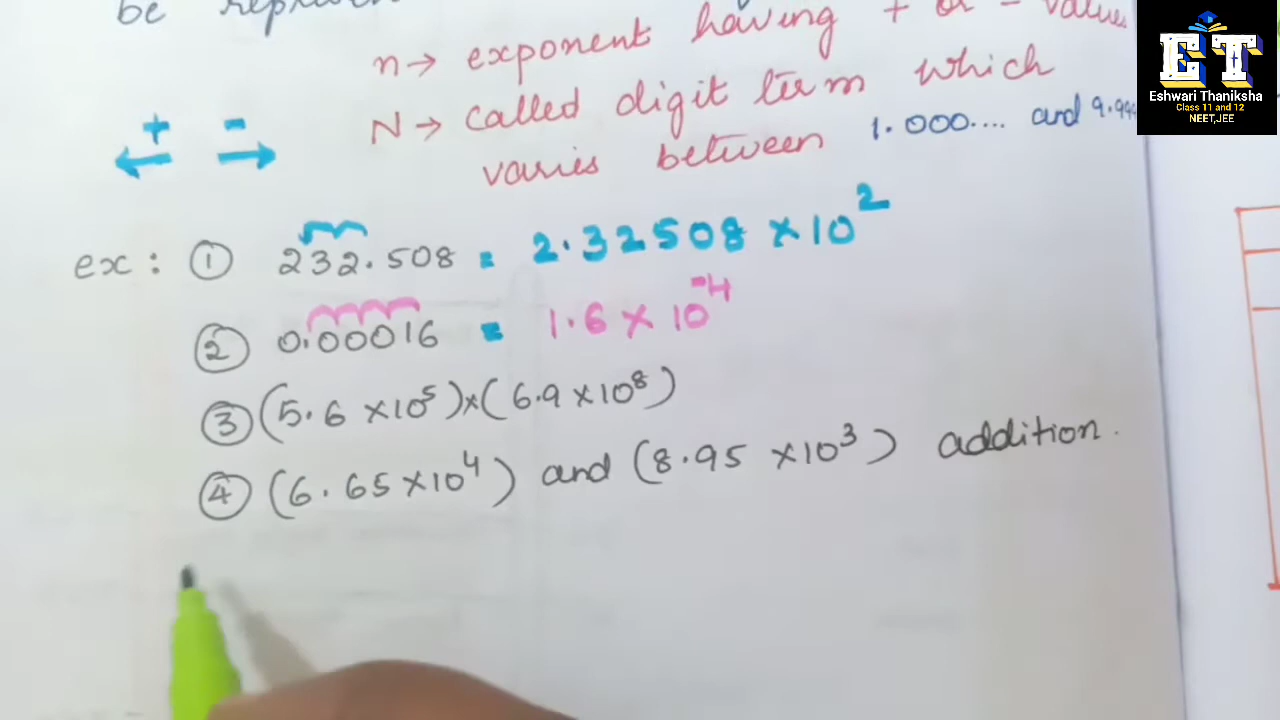 be
n→ exponent having + or - values
N→ called digit term which
varies between 1.000.... and 9.999
+ -
ex: ① 232.508 = 2.32508 × 10²
② 0.00016 = 1.6 × 10⁻⁴
③ (5.6 ×10⁵)×(6.9 ×10⁸)
④ (6.65×10⁴) and (8.95 ×10³) addition.
ET
Eshwari Thaniksha
Class 11 and 12
NEET,JEE